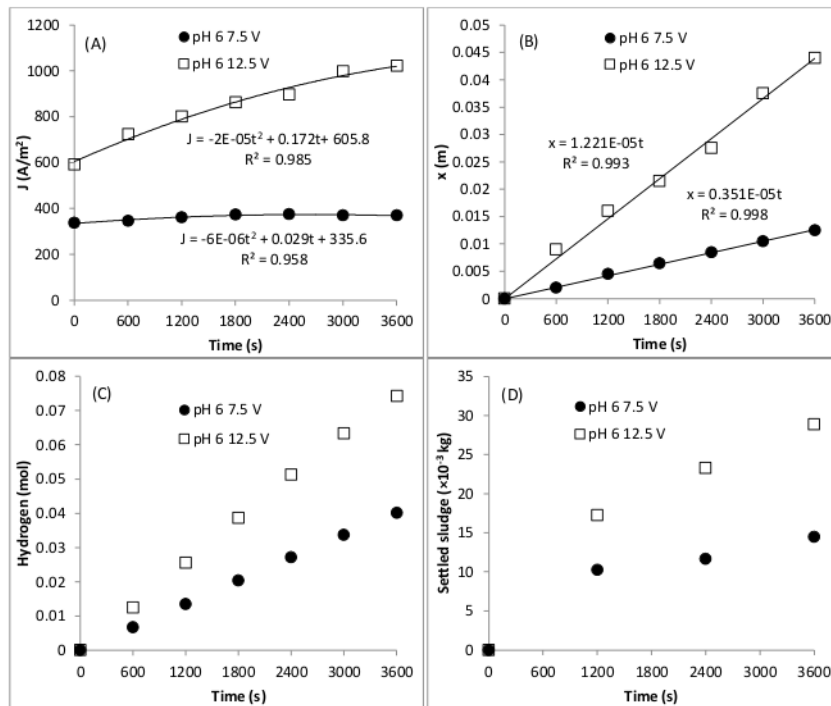 (A)
pH 6 7.5 V
pH 6 12.5 V
1200
1000
800
600
400
200
0
J (A/m²)
J = -2E-05t² + 0.172t+ 605.8
R² = 0.985
J = -6E-06t² + 0.029t + 335.6
R² = 0.958
0 600 1200 1800 2400 3000 3600
Time (s)
(B)
pH 6 7.5 V
pH 6 12.5 V
0.05
0.045
0.04
0.035
0.03
0.025
0.02
0.015
0.01
0.005
0
x (m)
x = 1.221E-05t
R² = 0.993
x = 0.351E-05t
R² = 0.998
0 600 1200 1800 2400 3000 3600
Time (s)
(C)
pH 6 7.5 V
pH 6 12.5 V
0.08
0.07
0.06
0.05
0.04
0.03
0.02
0.01
0
Hydrogen (mol)
0 600 1200 1800 2400 3000 3600
Time (s)
(D)
pH 6 7.5 V
pH 6 12.5 V
35
30
25
20
15
10
5
0
Settled sludge (×10⁻³ kg)
0 600 1200 1800 2400 3000 3600
Time (s)